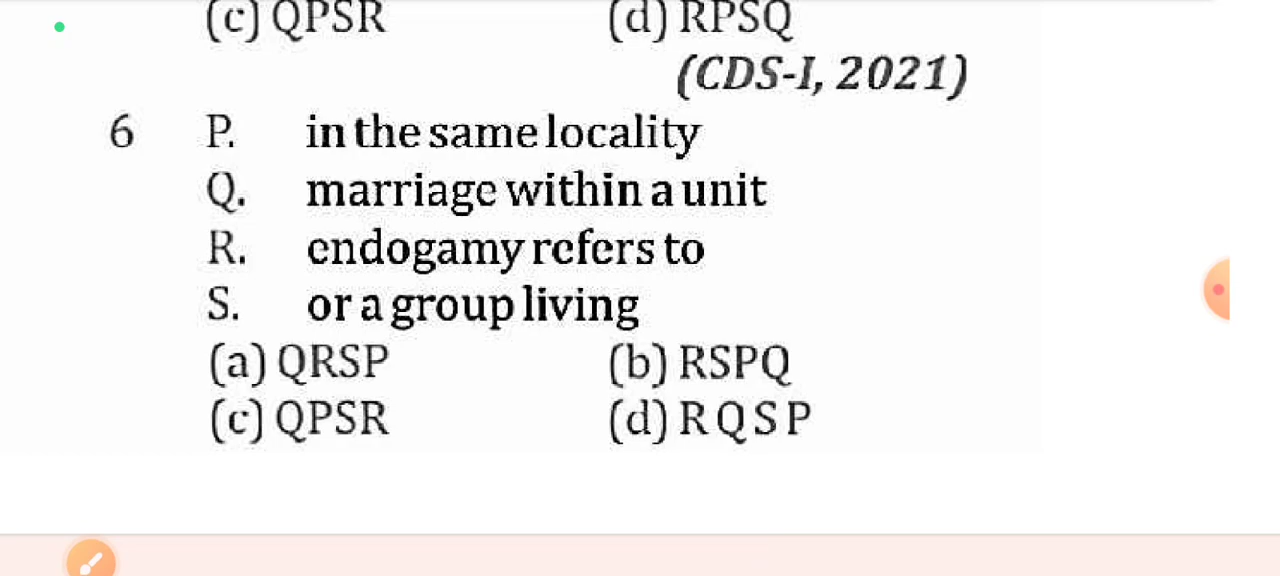 (c) QPSR (d) RPSQ
(CDS-I, 2021)
6 P. in the same locality
Q. marriage within a unit
R. endogamy refers to
S. or a group living
(a) QRSP (b) RSPQ
(c) QPSR (d) R Q S P